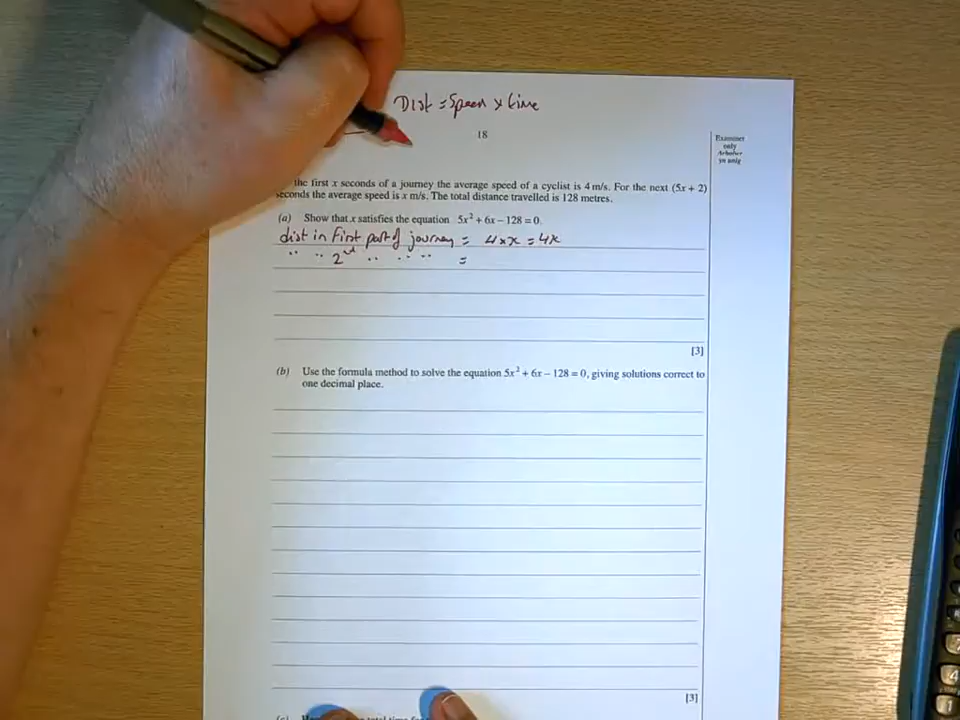 Dist = Speed x time
18
Examiner
only
Arholwr
yn unig
the first x seconds of a journey the average speed of a cyclist is 4 m/s. For the next (5x + 2)
seconds the average speed is x m/s. The total distance travelled is 128 metres.
(a) Show that x satisfies the equation 5x² + 6x − 128 = 0.
dist in First part of journey = 4 x x = 4x
" " 2nd " " " " =
[3]
(b) Use the formula method to solve the equation 5x² + 6x − 128 = 0, giving solutions correct to
one decimal place.
[3]